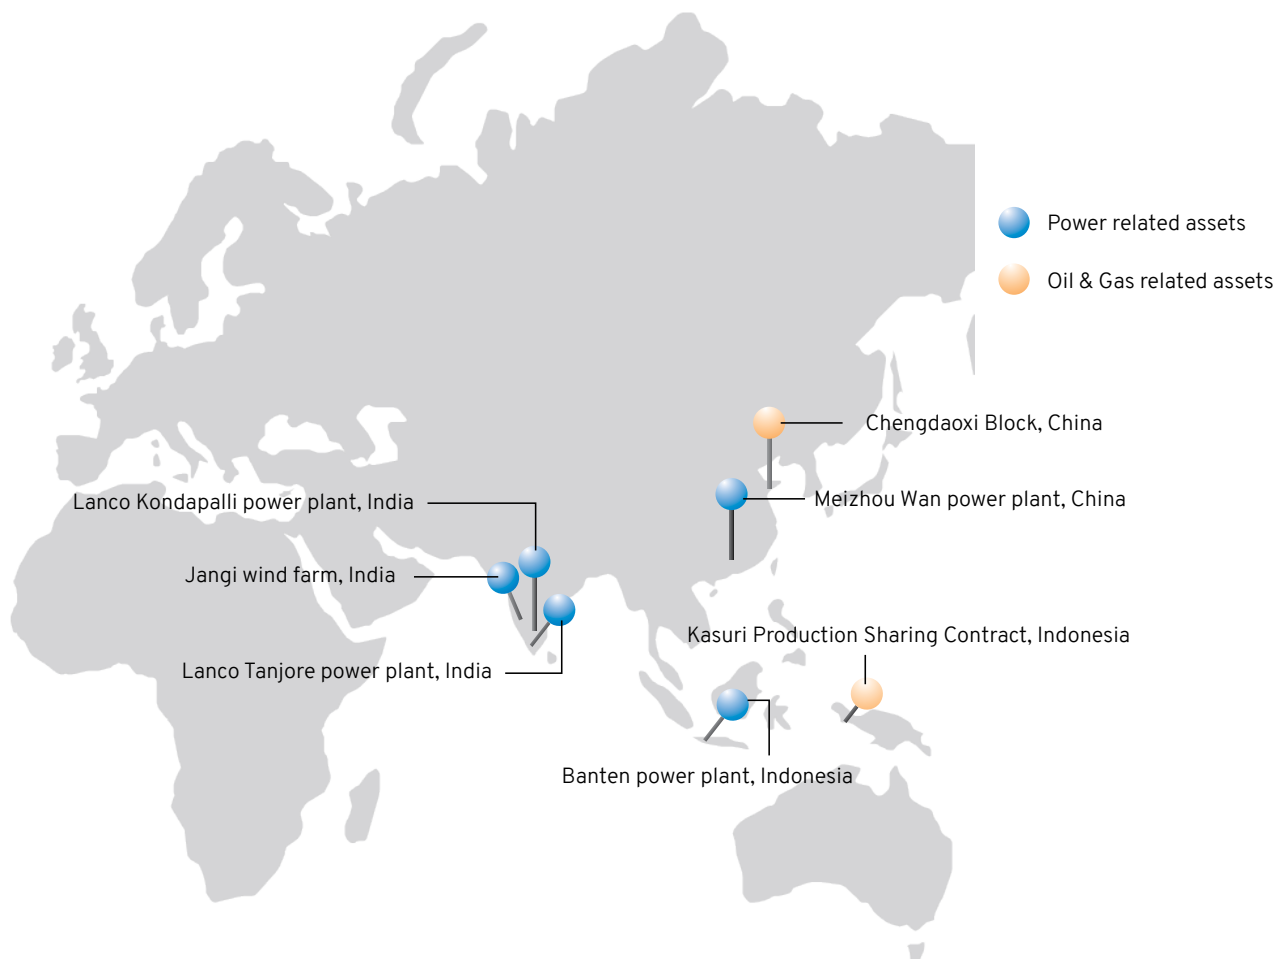 Power related assets
Oil & Gas related assets
Chengdaoxi Block, China
Meizhou Wan power plant, China
Lanco Kondapalli power plant, India
Jangi wind farm, India
Kasuri Production Sharing Contract, Indonesia
Lanco Tanjore power plant, India
Banten power plant, Indonesia